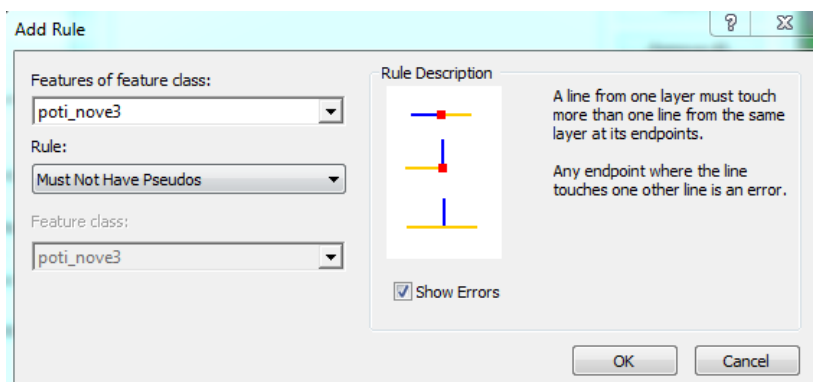 Add Rule
Features of feature class:
poti_nove3
Rule:
Must Not Have Pseudos
Feature class:
poti_nove3
Rule Description
A line from one layer must touch
more than one line from the same
layer at its endpoints.
Any endpoint where the line
touches one other line is an error.
Show Errors
OK
Cancel